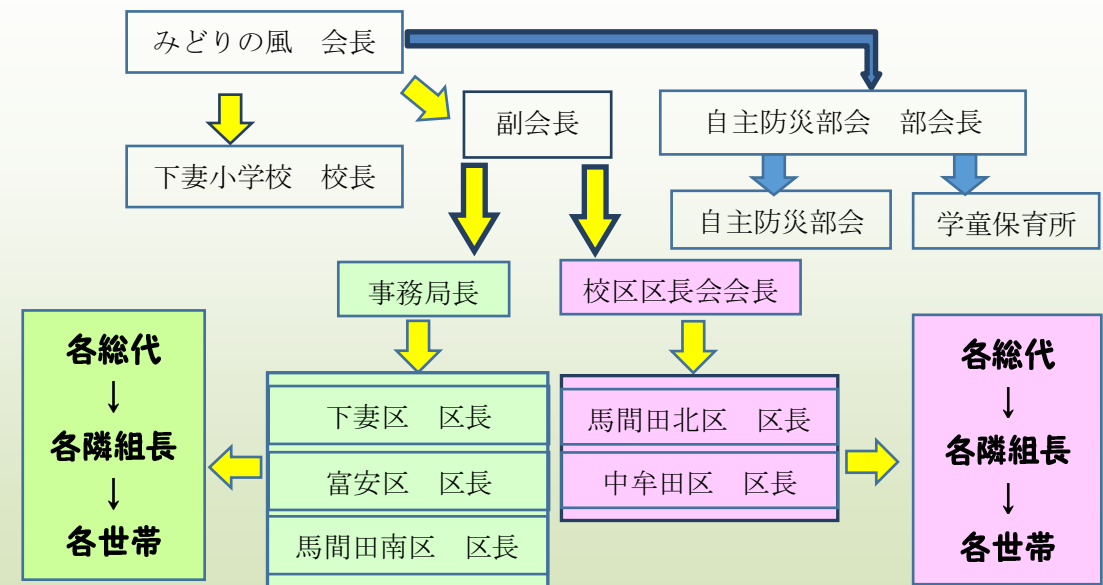 みどりの風　会長
副会長
自主防災部会　部会長
下妻小学校　校長
自主防災部会
学童保育所
事務局長
校区区長会会長
各総代
↓
各隣組長
↓
各世帯
下妻区　区長
富安区　区長
馬間田南区　区長
馬間田北区　区長
中牟田区　区長
各総代
↓
各隣組長
↓
各世帯